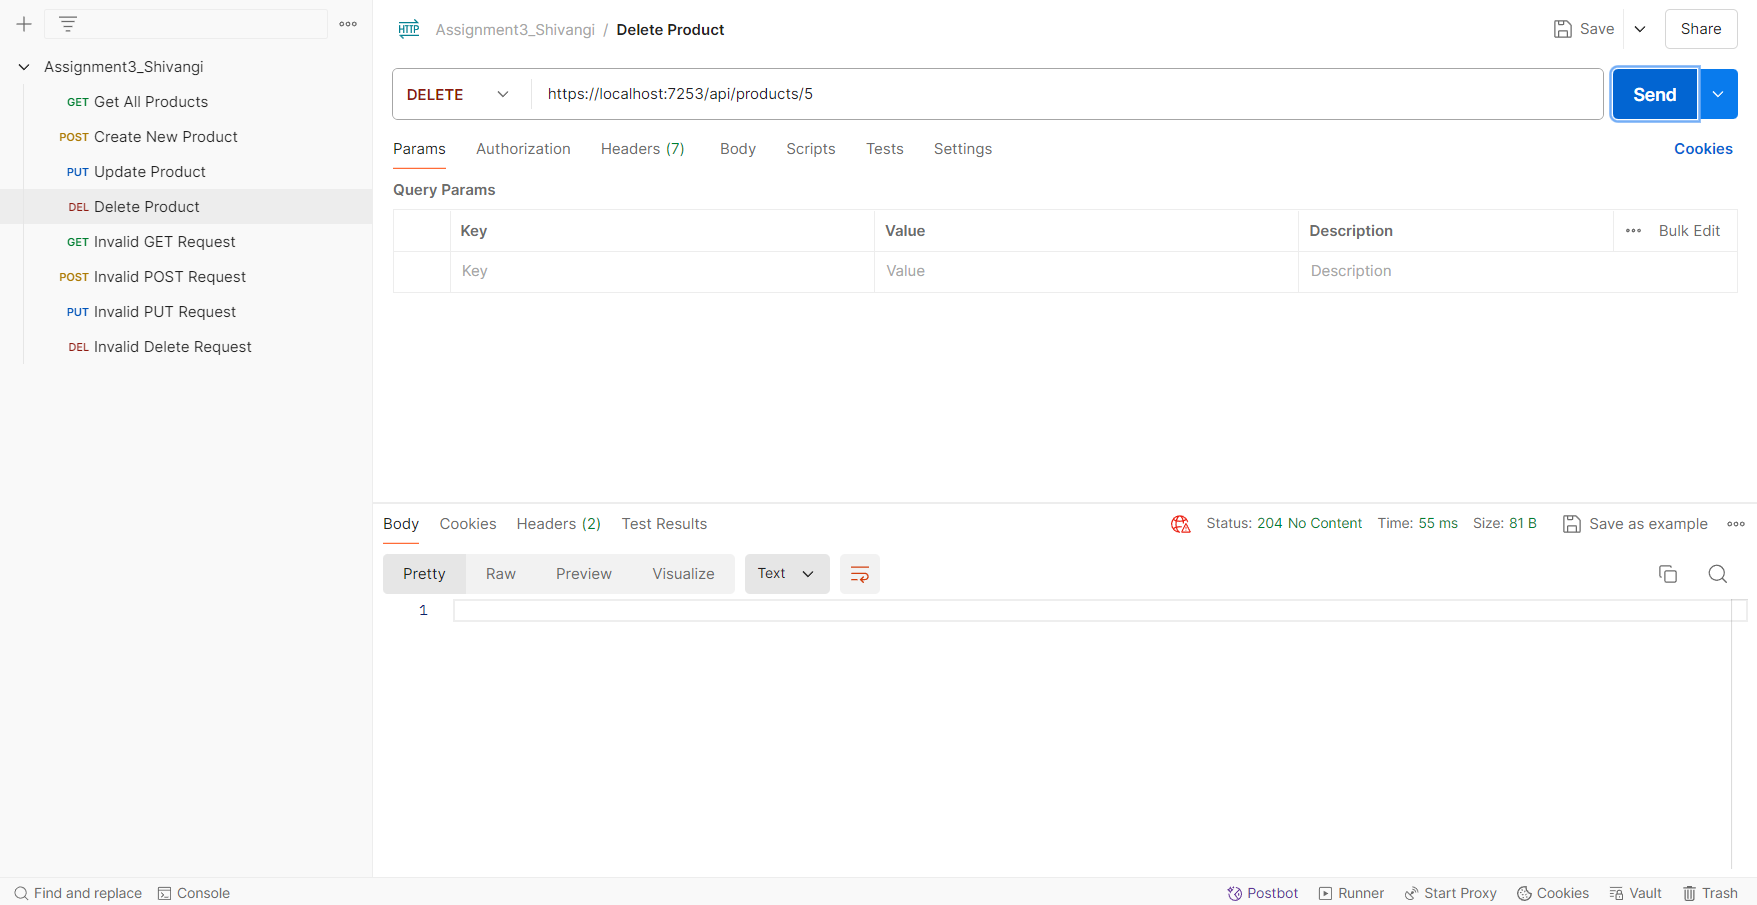 Assignment3_Shivangi
GET Get All Products
POST Create New Product
PUT Update Product
DEL Delete Product
GET Invalid GET Request
POST Invalid POST Request
PUT Invalid PUT Request
DEL Invalid Delete Request
HTTP Assignment3_Shivangi / Delete Product
Save
Share
DELETE https://localhost:7253/api/products/5
Send
Params Authorization Headers (7) Body Scripts Tests Settings Cookies
Query Params
Key Value Description Bulk Edit
Key Value Description
Body Cookies Headers (2) Test Results Status: 204 No Content Time: 55 ms Size: 81 B Save as example
Pretty Raw Preview Visualize Text
1
Find and replace Console Postbot Runner Start Proxy Cookies Vault Trash